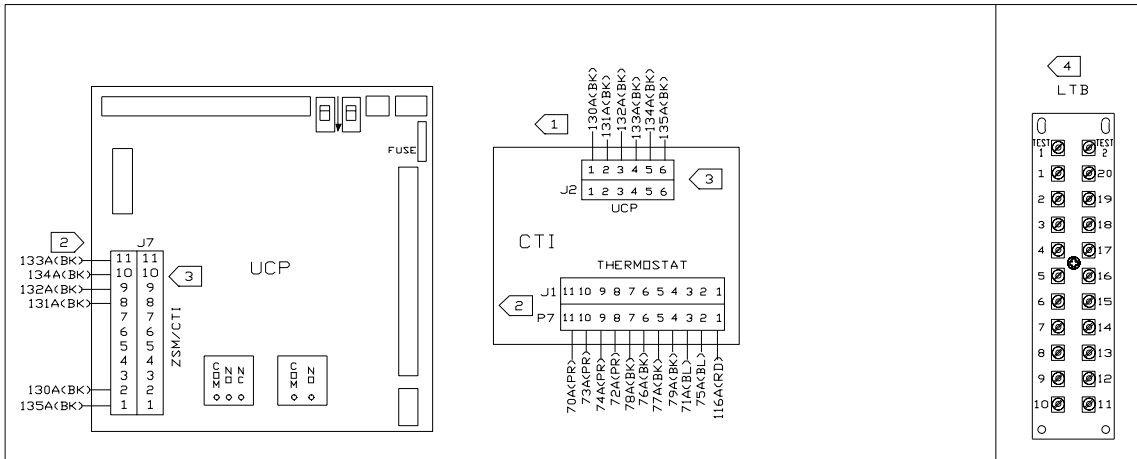 FUSE
2
J7
133A(BK) 11 11
134A(BK) 10 10 3
132A(BK) 9 9
131A(BK) 8 8
7 7
6 6
5 5
4 4
3 3
130A(BK) 2 2
135A(BK) 1 1
ZSM/CTI
UCP
COM NO NC
COM NO
1
130A(BK)
131A(BK)
132A(BK)
133A(BK)
134A(BK)
135A(BK)
1 2 3 4 5 6
3
J2 1 2 3 4 5 6
UCP
CTI
THERMOSTAT
2
J1 11 10 9 8 7 6 5 4 3 2 1
P7 11 10 9 8 7 6 5 4 3 2 1
70A(PR)
73A(PR)
74A(PR)
72A(PR)
78A(BK)
76A(BK)
77A(BK)
79A(BK)
71A(BL)
75A(BL)
116A(RD)
4
LTB
TEST 1 TEST 2
1 20
2 19
3 18
4 17
5 16
6 15
7 14
8 13
9 12
10 11